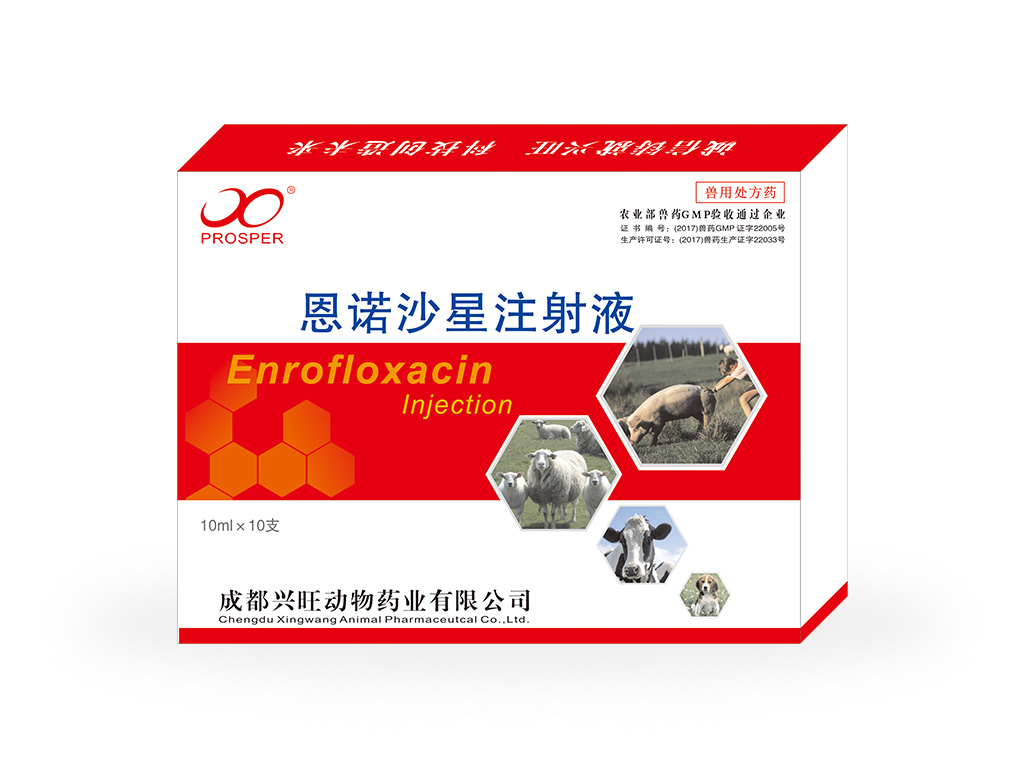 诚信铸就兴旺 科技创造未来
®
PROSPER
兽用处方药
农业部兽药GMP验收通过企业
证书编号：(2017)兽药GMP证字22005号
生产许可证号：(2017)兽药生产证字22033号
恩诺沙星注射液
Enrofloxacin
Injection
10ml×10支
成都兴旺动物药业有限公司
Chengdu Xingwang Animal Pharmaceutcal Co.,Ltd.